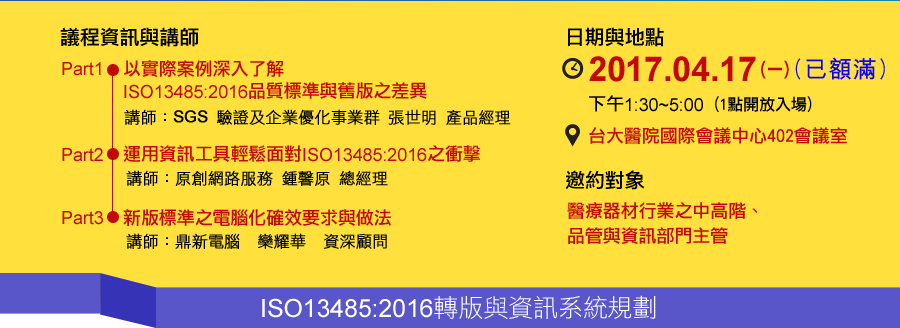 議程資訊與講師
Part1 以實際案例深入了解
ISO13485:2016品質標準與舊版之差異
講師：SGS 驗證及企業優化事業群 張世明 產品經理
Part2 運用資訊工具輕鬆面對ISO13485:2016之衝擊
講師：原創網路服務 鍾馨原 總經理
Part3 新版標準之電腦化確效要求與做法
講師：鼎新電腦 欒耀華 資深顧問
日期與地點
2017.04.17(一)(已額滿)
下午1:30~5:00 (1點開放入場)
台大醫院國際會議中心402會議室
邀約對象
醫療器材行業之中高階、
品管與資訊部門主管
ISO13485:2016轉版與資訊系統規劃